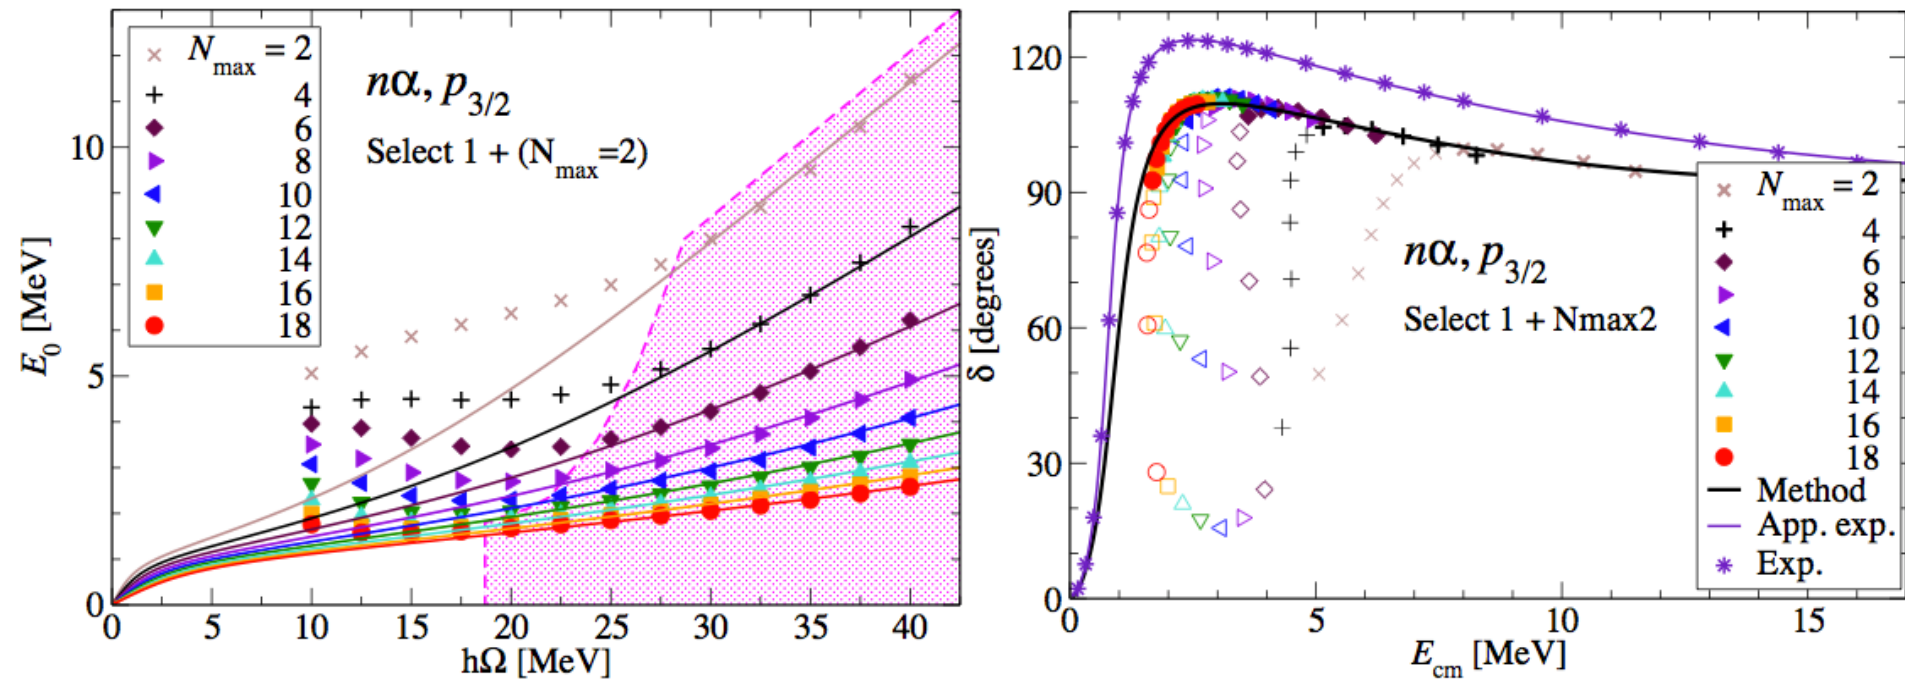 N_max = 2
4
6
8
10
12
14
16
18
nα, p_3/2
Select 1 + (N_max=2)
10
5
0
E_0 [MeV]
0 5 10 15 20 25 30 35 40
hΩ [MeV]
120
90
60
30
0
δ [degrees]
nα, p_3/2
Select 1 + Nmax2
N_max = 2
4
6
8
10
12
14
16
18
Method
App. exp.
Exp.
0 5 10 15
E_cm [MeV]